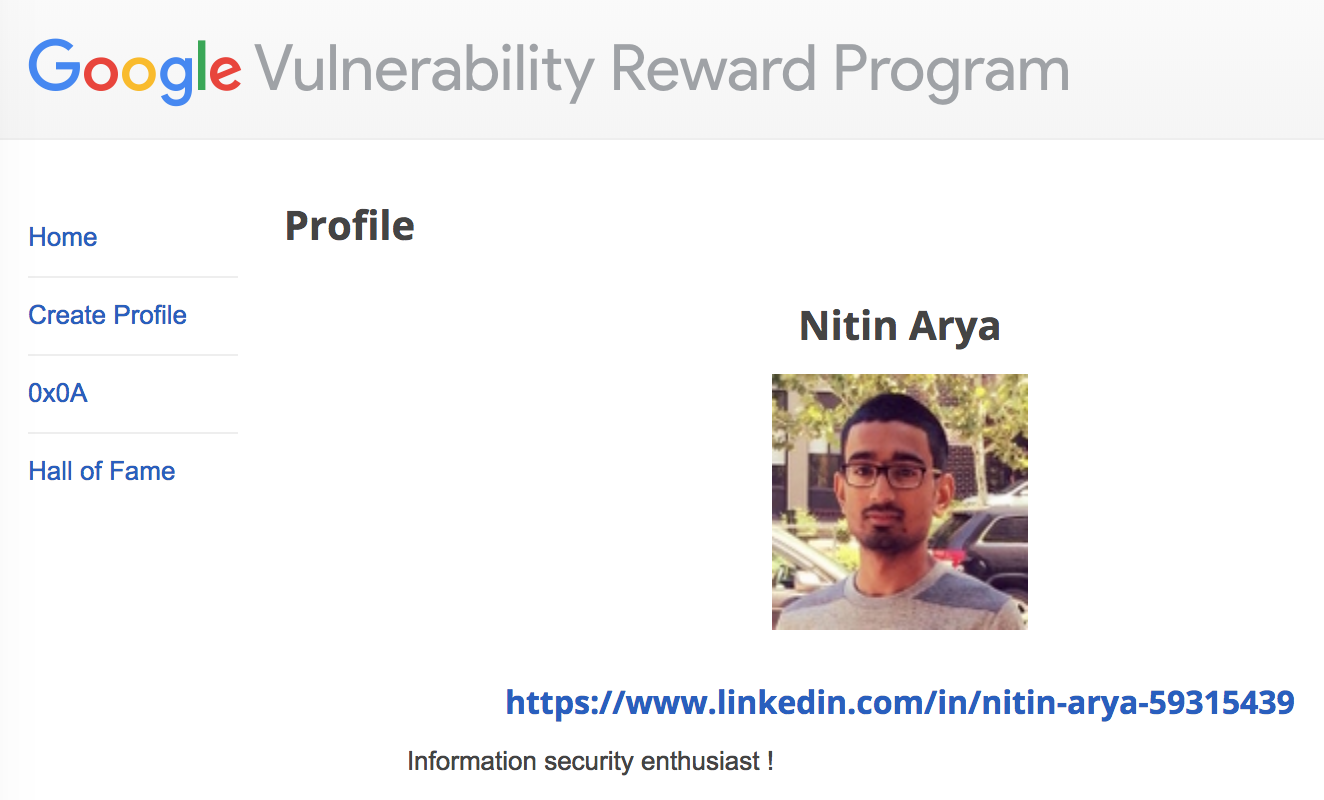 Google Vulnerability Reward Program
Home
Create Profile
0x0A
Hall of Fame
Profile
Nitin Arya
https://www.linkedin.com/in/nitin-arya-59315439
Information security enthusiast !